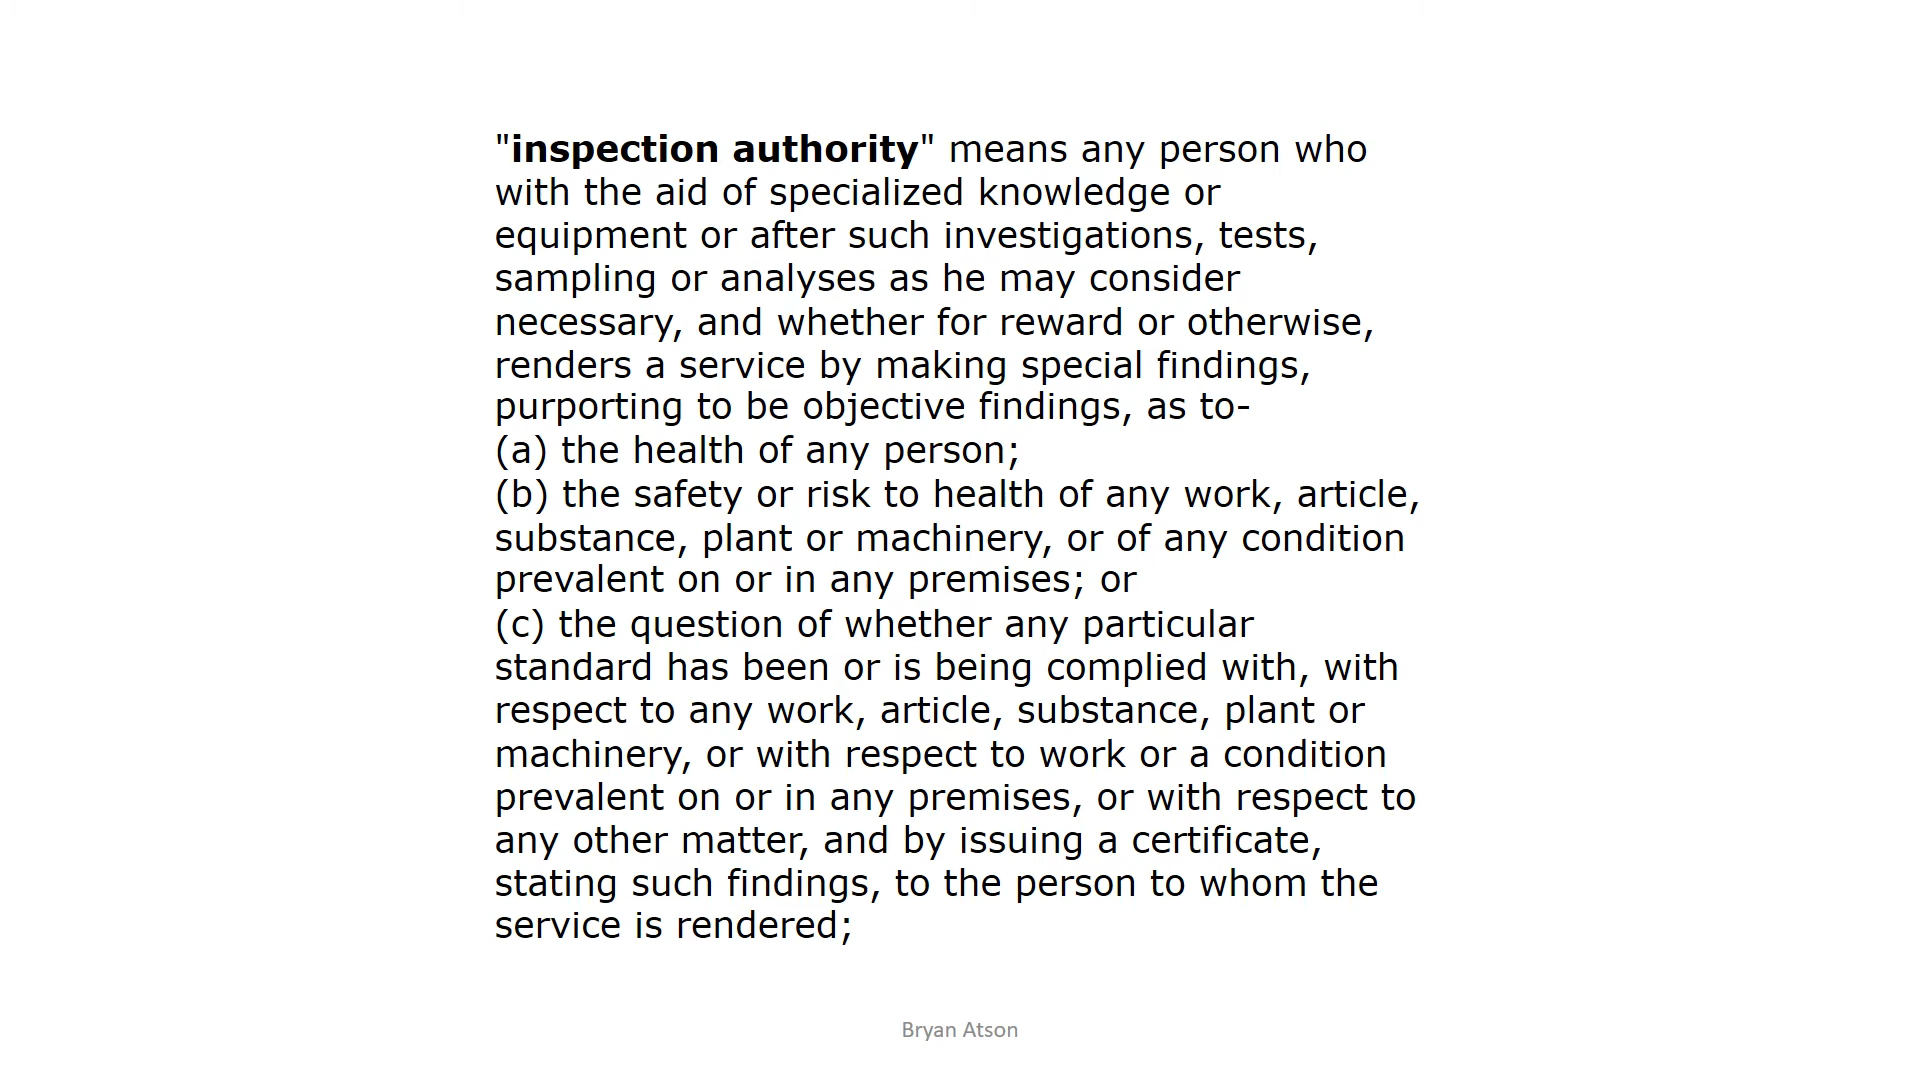 "inspection authority" means any person who
with the aid of specialized knowledge or
equipment or after such investigations, tests,
sampling or analyses as he may consider
necessary, and whether for reward or otherwise,
renders a service by making special findings,
purporting to be objective findings, as to-
(a) the health of any person;
(b) the safety or risk to health of any work, article,
substance, plant or machinery, or of any condition
prevalent on or in any premises; or
(c) the question of whether any particular
standard has been or is being complied with, with
respect to any work, article, substance, plant or
machinery, or with respect to work or a condition
prevalent on or in any premises, or with respect to
any other matter, and by issuing a certificate,
stating such findings, to the person to whom the
service is rendered;
Bryan Atson